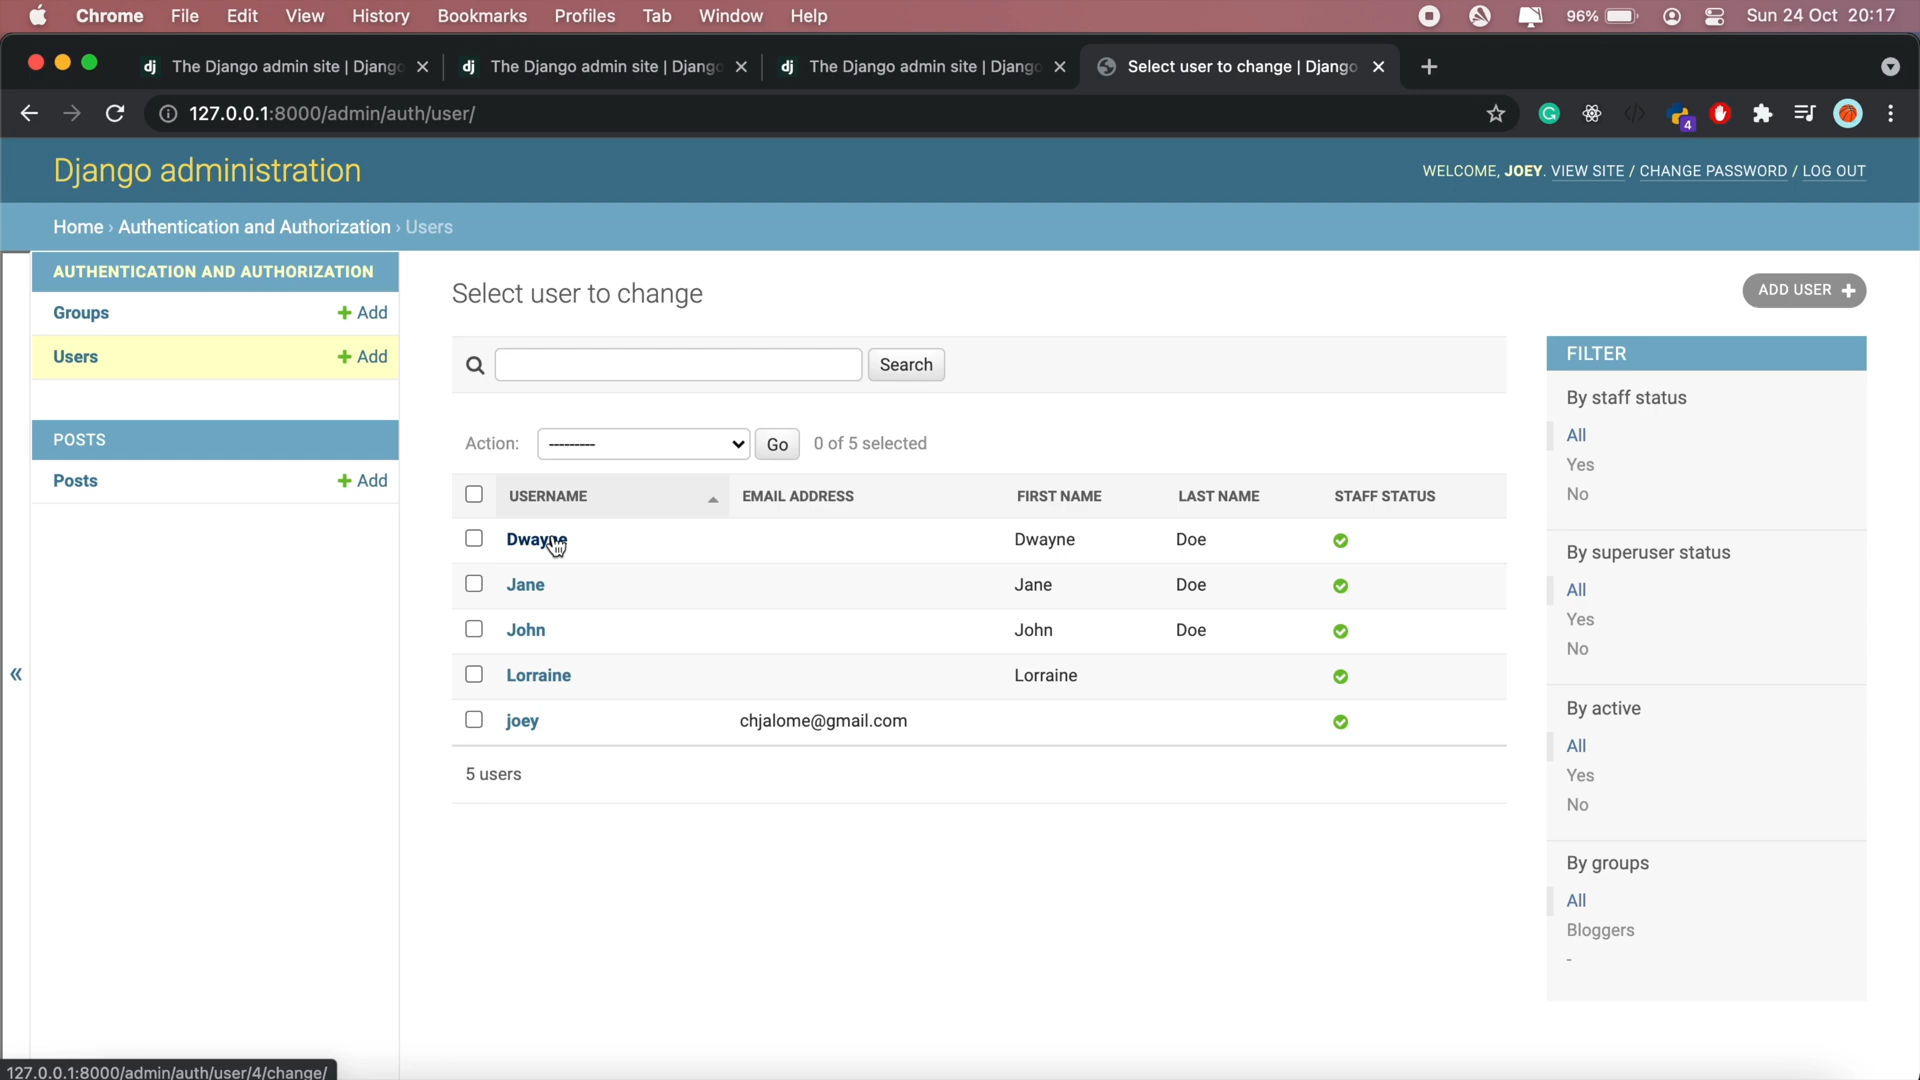 Chrome File Edit View History Bookmarks Profiles Tab Window Help 96% Sun 24 Oct 20:17
dj The Django admin site | Django dj The Django admin site | Django dj The Django admin site | Django Select user to change | Django
127.0.0.1:8000/admin/auth/user/ 4
Django administration
WELCOME, JOEY. VIEW SITE / CHANGE PASSWORD / LOG OUT
Home › Authentication and Authorization › Users
AUTHENTICATION AND AUTHORIZATION
Groups + Add
Users + Add
POSTS
Posts + Add
«
Select user to change
ADD USER +
Search
Action: --------- Go 0 of 5 selected
USERNAME EMAIL ADDRESS FIRST NAME LAST NAME STAFF STATUS
Dwayne Dwayne Doe
Jane Jane Doe
John John Doe
Lorraine Lorraine
joey chjalome@gmail.com
5 users
FILTER
By staff status
All
Yes
No
By superuser status
All
Yes
No
By active
All
Yes
No
By groups
All
Bloggers
-
127.0.0.1:8000/admin/auth/user/4/change/